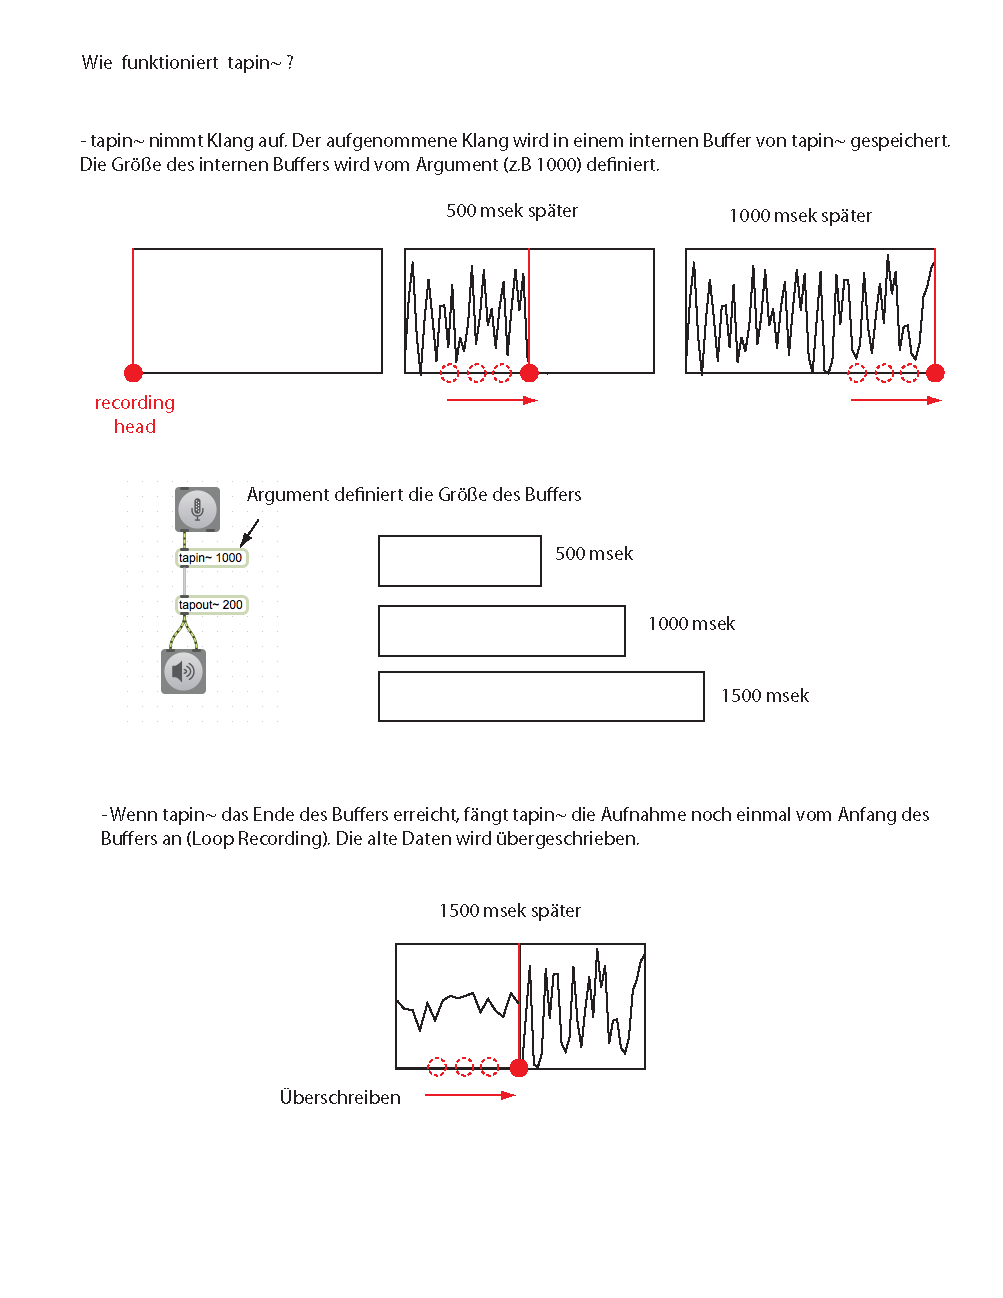 Wie funktioniert tapin~ ?
- tapin~ nimmt Klang auf. Der aufgenommene Klang wird in einem internen Buffer von tapin~ gespeichert.
Die Größe des internen Buffers wird vom Argument (z.B 1000) definiert.
500 msek später
1000 msek später
recording
head
Argument definiert die Größe des Buffers
tapin~ 1000
tapout~ 200
500 msek
1000 msek
1500 msek
- Wenn tapin~ das Ende des Buffers erreicht, fängt tapin~ die Aufnahme noch einmal vom Anfang des
Buffers an (Loop Recording). Die alte Daten wird übergeschrieben.
1500 msek später
Überschreiben